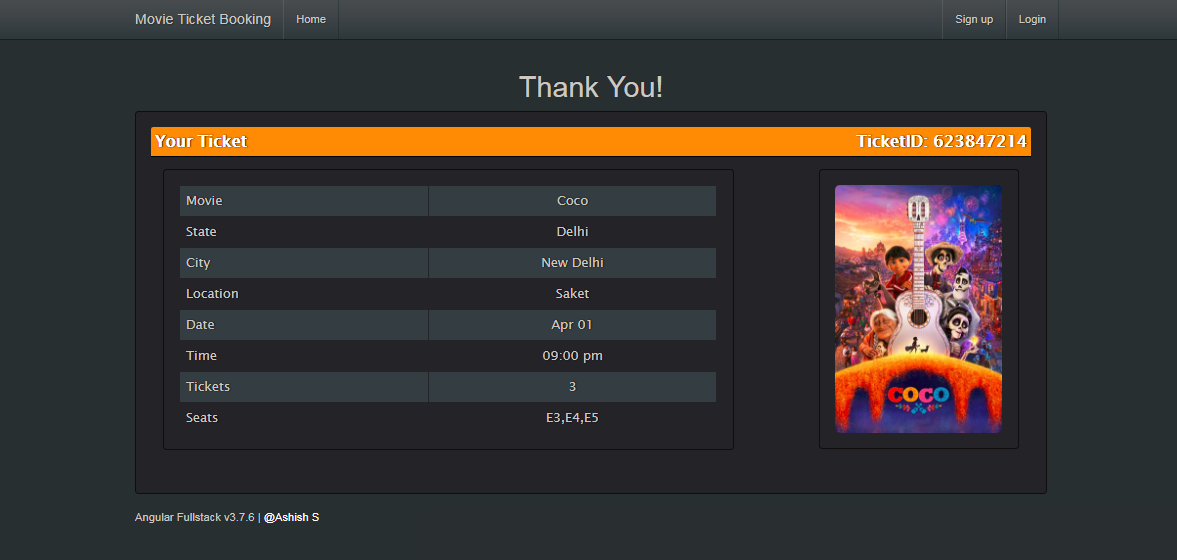 Movie Ticket Booking Home Sign up Login
Thank You!
Your Ticket TicketID: 623847214
Movie Coco
State Delhi
City New Delhi
Location Saket
Date Apr 01
Time 09:00 pm
Tickets 3
Seats E3,E4,E5
COCO
Angular Fullstack v3.7.6 | @Ashish S